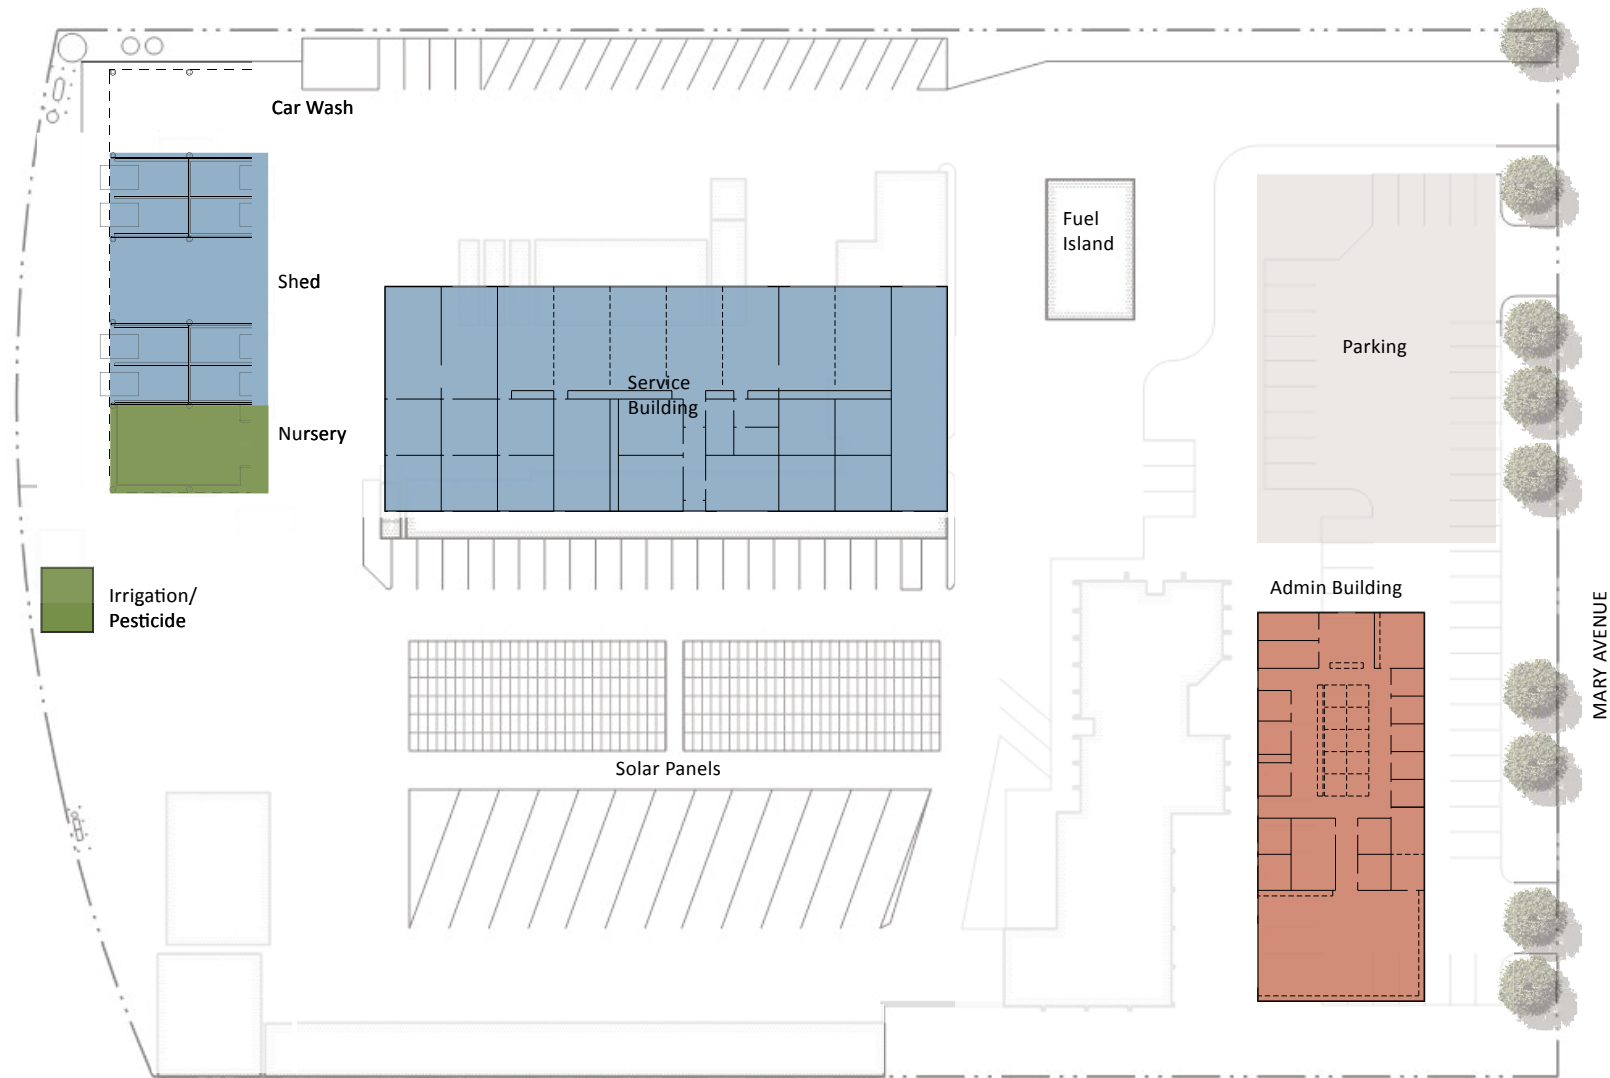 Car Wash
Fuel
Island
Shed
Parking
Service
Building
Nursery
Admin Building
Irrigation/
Pesticide
MARY AVENUE
Solar Panels